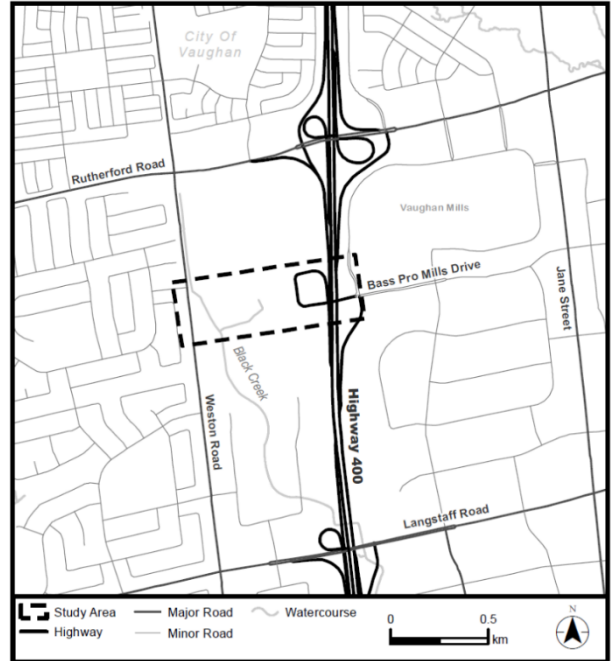 City Of
Vaughan
Rutherford Road
Vaughan Mills
Bass Pro Mills Drive
Jane Street
Black Creek
Weston Road
Highway 400
Langstaff Road
Study Area
Major Road
Watercourse
Highway
Minor Road
0
0.5
km
N